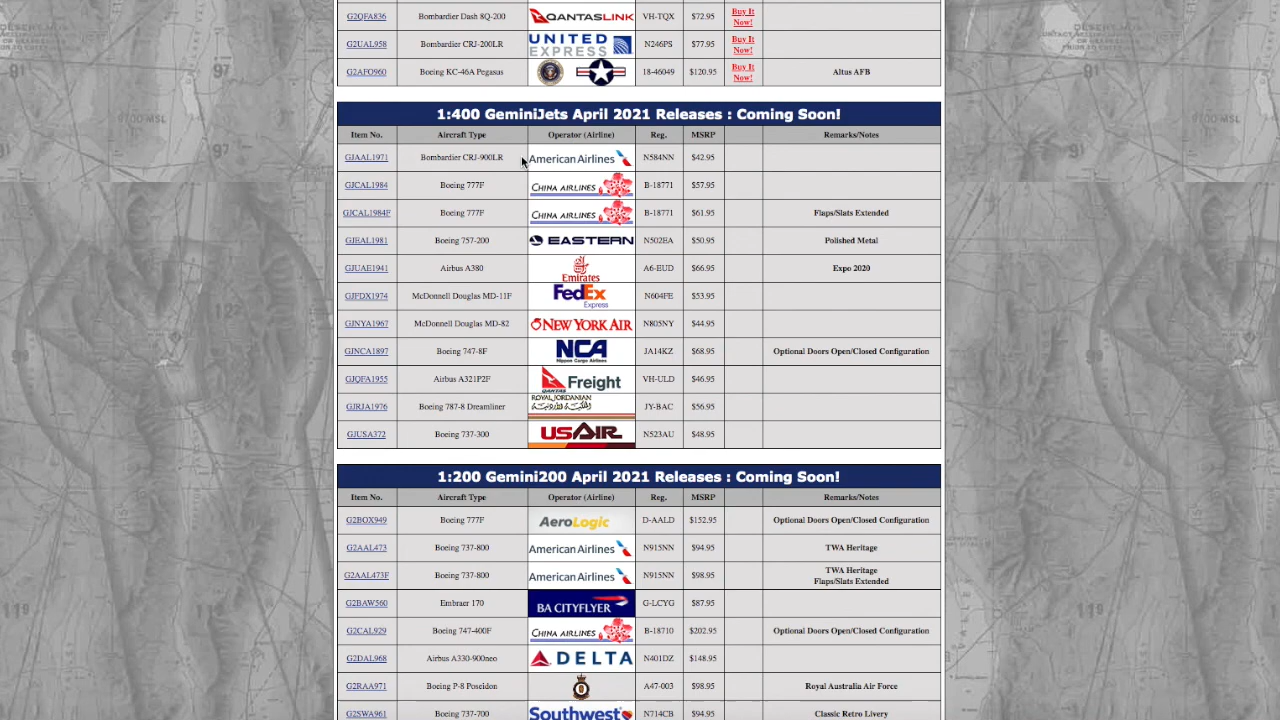 G2QFA836 Bombardier Dash 8Q-200 QANTASLINK VH-TQX $72.95 Buy It Now!
G2UAL958 Bombardier CRJ-200LR UNITED EXPRESS N246PS $77.95 Buy It Now!
G2AFO960 Boeing KC-46A Pegasus 18-46049 $120.95 Buy It Now! Altus AFB
1:400 GeminiJets April 2021 Releases : Coming Soon!
Item No. Aircraft Type Operator (Airline) Reg. MSRP Remarks/Notes
GJAAL1971 Bombardier CRJ-900LR American Airlines N584NN $42.95
GJCAL1984 Boeing 777F CHINA AIRLINES B-18771 $57.95
GJCAL1984F Boeing 777F CHINA AIRLINES B-18771 $61.95 Flaps/Slats Extended
GJEAL1981 Boeing 757-200 EASTERN N502EA $50.95 Polished Metal
GJUAE1941 Airbus A380 Emirates A6-EUD $66.95 Expo 2020
GJFDX1974 McDonnell Douglas MD-11F FedEx Express N604FE $53.95
GJNYA1967 McDonnell Douglas MD-82 NEW YORK AIR N805NY $44.95
GJNCA1897 Boeing 747-8F NCA Nippon Cargo Airlines JA14KZ $68.95 Optional Doors Open/Closed Configuration
GJQFA1955 Airbus A321P2F QANTAS Freight VH-ULD $46.95
GJRJA1976 Boeing 787-8 Dreamliner ROYAL JORDANIAN JY-BAC $56.95
GJUSA372 Boeing 737-300 USAIR N523AU $48.95
1:200 Gemini200 April 2021 Releases : Coming Soon!
Item No. Aircraft Type Operator (Airline) Reg. MSRP Remarks/Notes
G2BOX949 Boeing 777F AeroLogic D-AALD $152.95 Optional Doors Open/Closed Configuration
G2AAL473 Boeing 737-800 American Airlines N915NN $94.95 TWA Heritage
G2AAL473F Boeing 737-800 American Airlines N915NN $98.95 TWA Heritage Flaps/Slats Extended
G2BAW560 Embraer 170 BA CITYFLYER G-LCYG $87.95
G2CAL929 Boeing 747-400F CHINA AIRLINES B-18710 $202.95 Optional Doors Open/Closed Configuration
G2DAL968 Airbus A330-900neo DELTA N401DZ $148.95
G2RAA971 Boeing P-8 Poseidon A47-003 $98.95 Royal Australia Air Force
G2SWA961 Boeing 737-700 Southwest N714CB $94.95 Classic Retro Livery